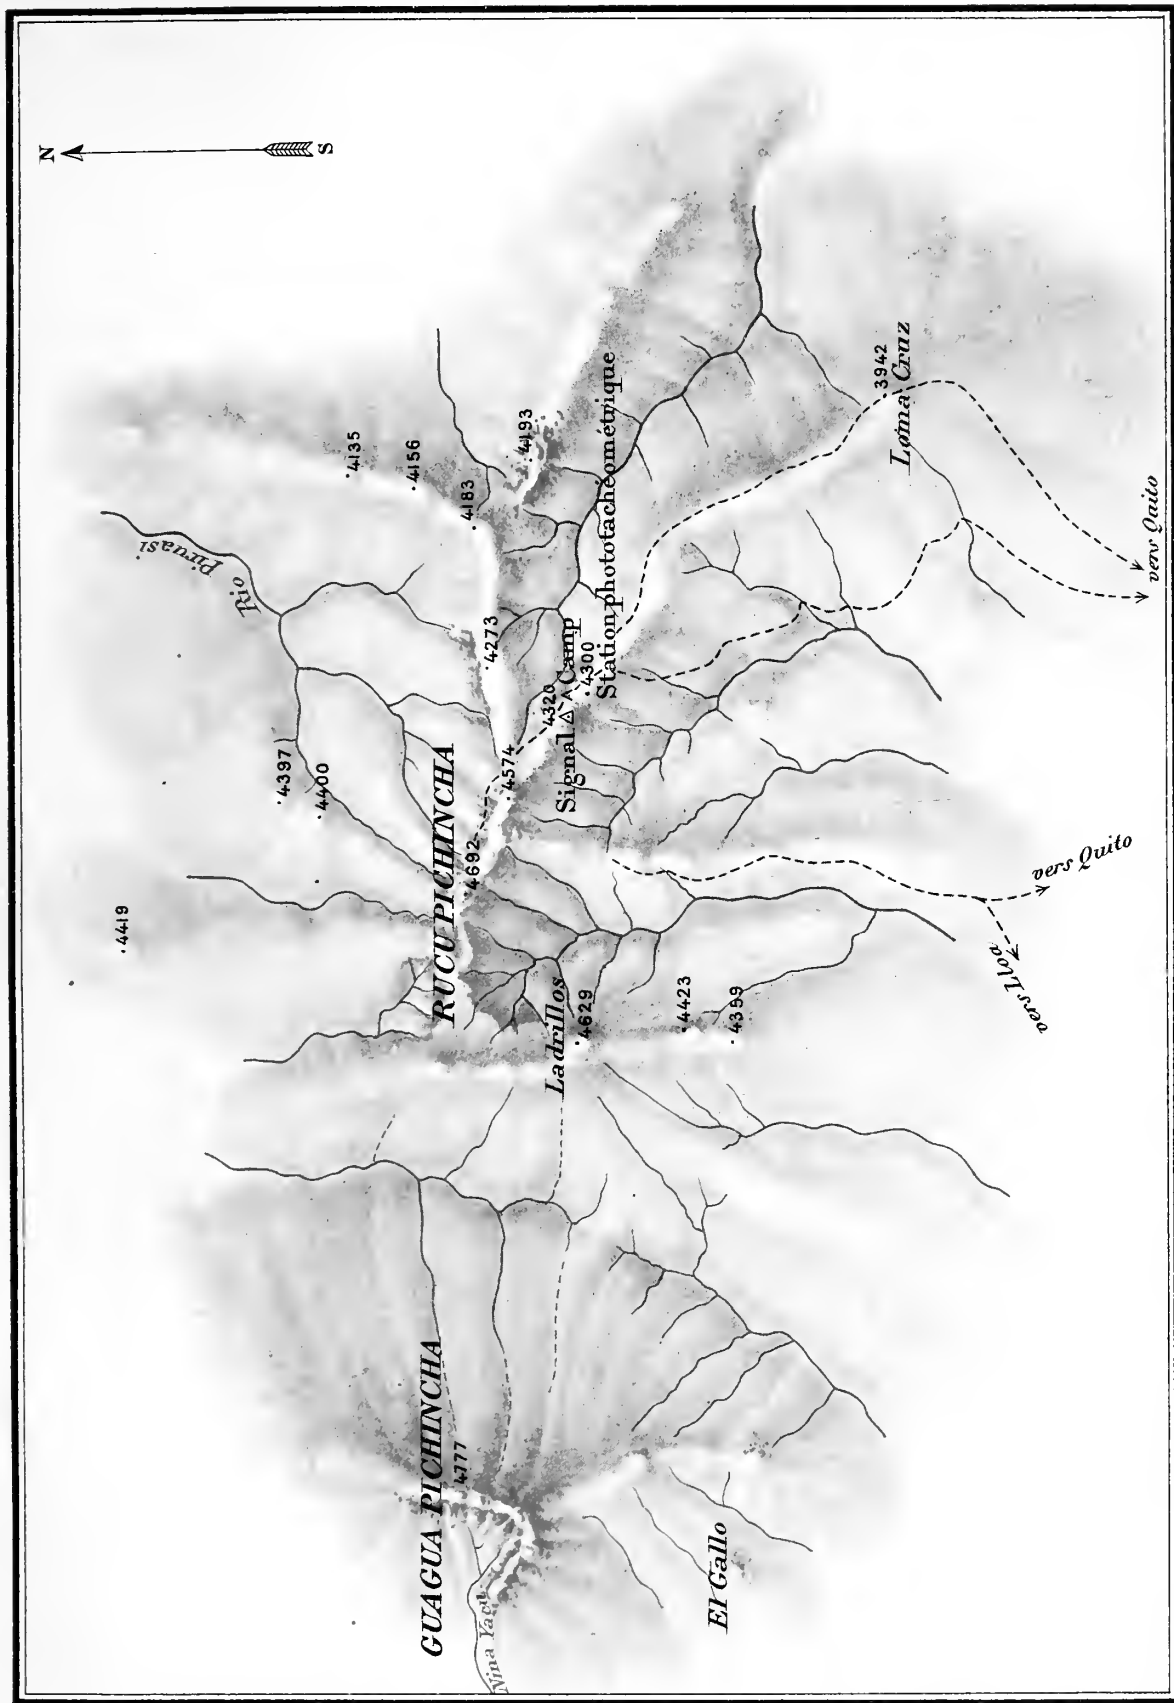 N
S
Rio Piruasi
4419
4397
4400
4135
4156
4183
4193
4273
RUCU PICHINCHA
4692
4574
4320
Signal
Camp
4300
Station phototachéométrique
3942
Loma Cruz
Ladrillos
4629
4423
4359
GUAGUA PICHINCHA
4777
Nina Yacu
El Gallo
vers Lloa
vers Quito
vers Quito